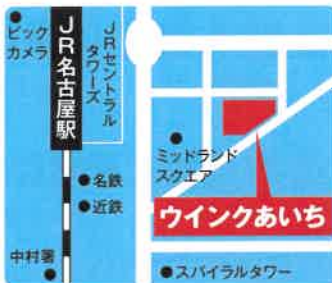 ビック
カメラ
JR名古屋駅
JRセントラル
タワーズ
ミッドランド
スクエア
名鉄
近鉄
ウインクあいち
中村署
スパイラルタワー